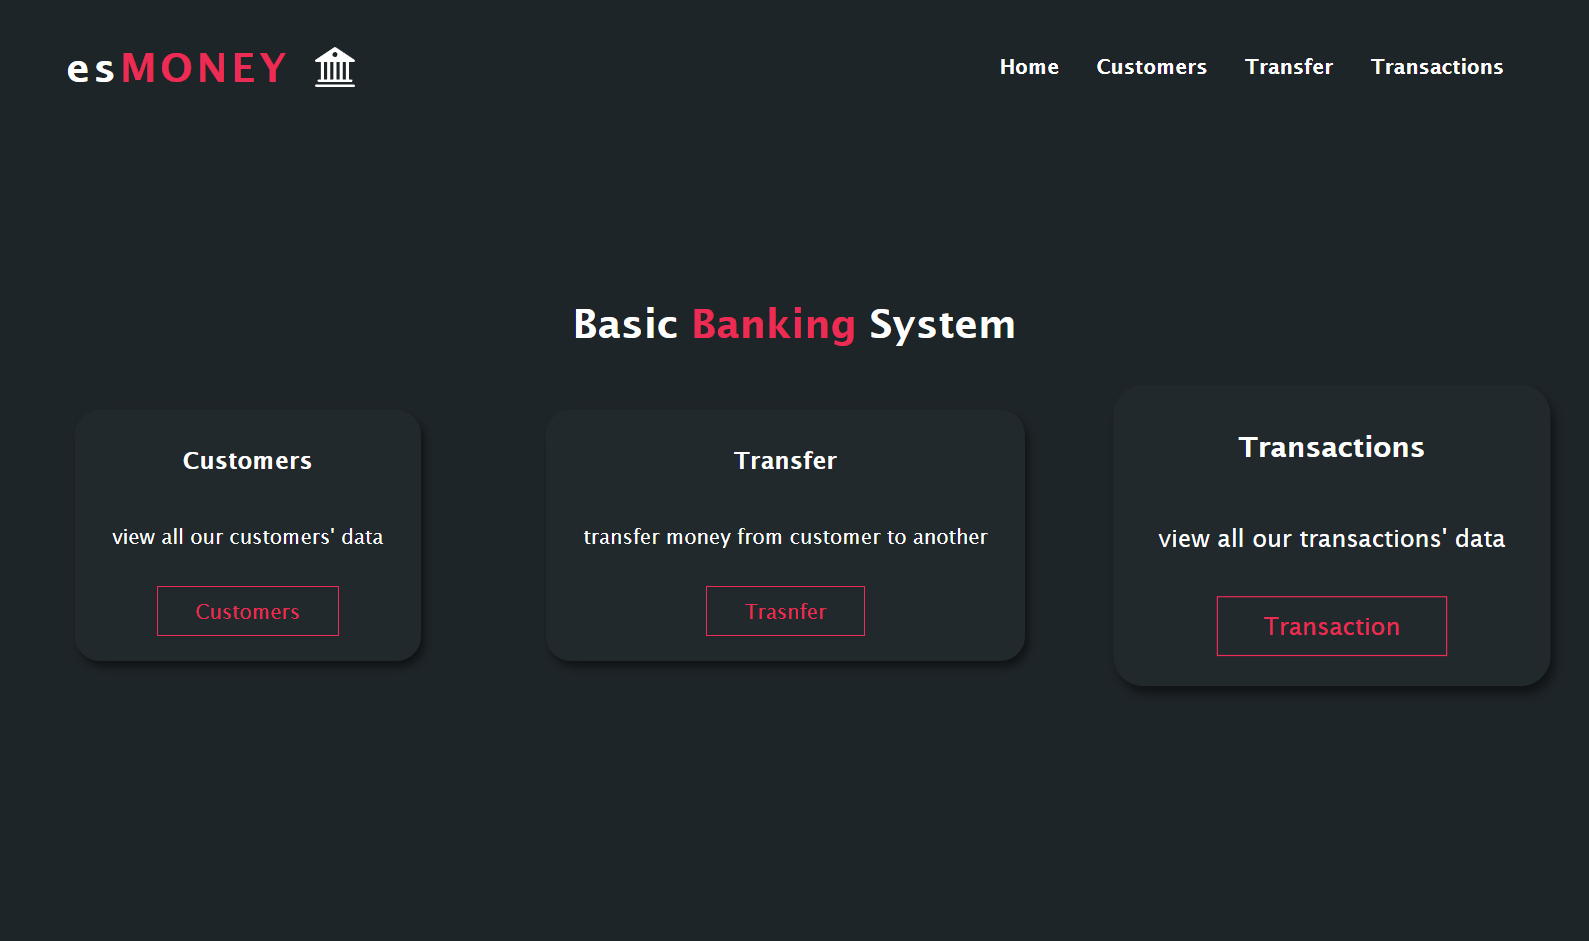 esMONEY
Home Customers Transfer Transactions
Basic Banking System
Customers
view all our customers' data
Customers
Transfer
transfer money from customer to another
Trasnfer
Transactions
view all our transactions' data
Transaction